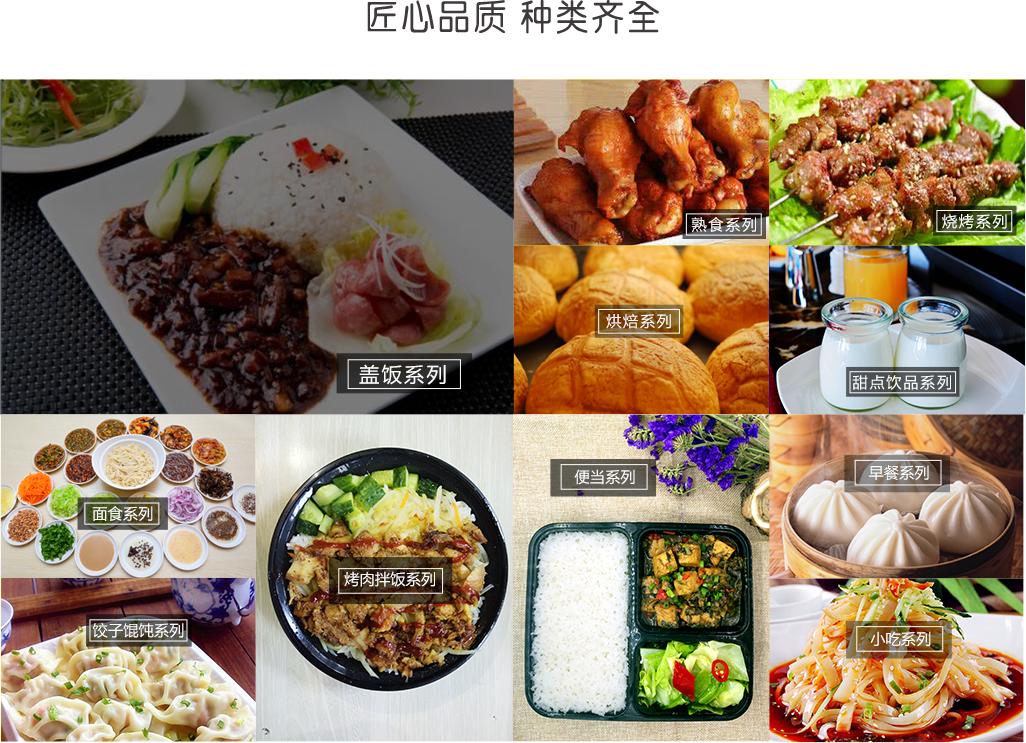 匠心品质 种类齐全
盖饭系列
熟食系列
烧烤系列
烘焙系列
甜点饮品系列
面食系列
烤肉拌饭系列
便当系列
早餐系列
饺子馄饨系列
小吃系列